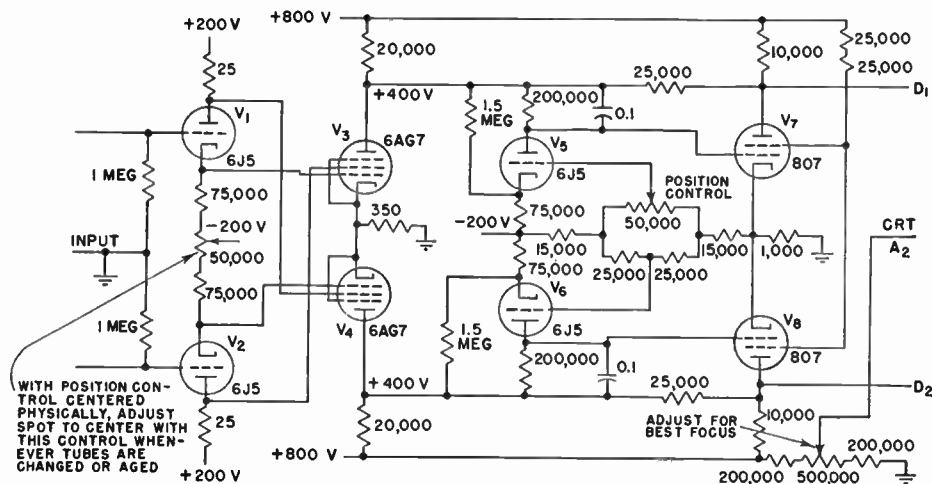 +200 V
+800 V
25
20,000
10,000
25,000
25,000
25,000
D1
+400 V
V1
1.5
MEG
200,000
0.1
V3
6AG7
V5
V7
6J5
6J5
807
1 MEG
POSITION
CONTROL
75,000
-200 V
350
-200 V
75,000
50,000
CRT
A2
INPUT
50,000
15,000
15,000
1,000
75,000
75,000
25,000
25,000
V6
1 MEG
V4
6AG7
1.5
MEG
6J5
V8
807
V2
200,000
0.1
6J5
+400 V
25,000
D2
WITH POSITION CON-
TROL CENTERED
PHYSICALLY, ADJUST
SPOT TO CENTER WITH
THIS CONTROL WHEN-
EVER TUBES ARE
CHANGED OR AGED
25
20,000
ADJUST FOR
BEST FOCUS
10,000
200,000
+200 V
+800 V
200,000
500,000